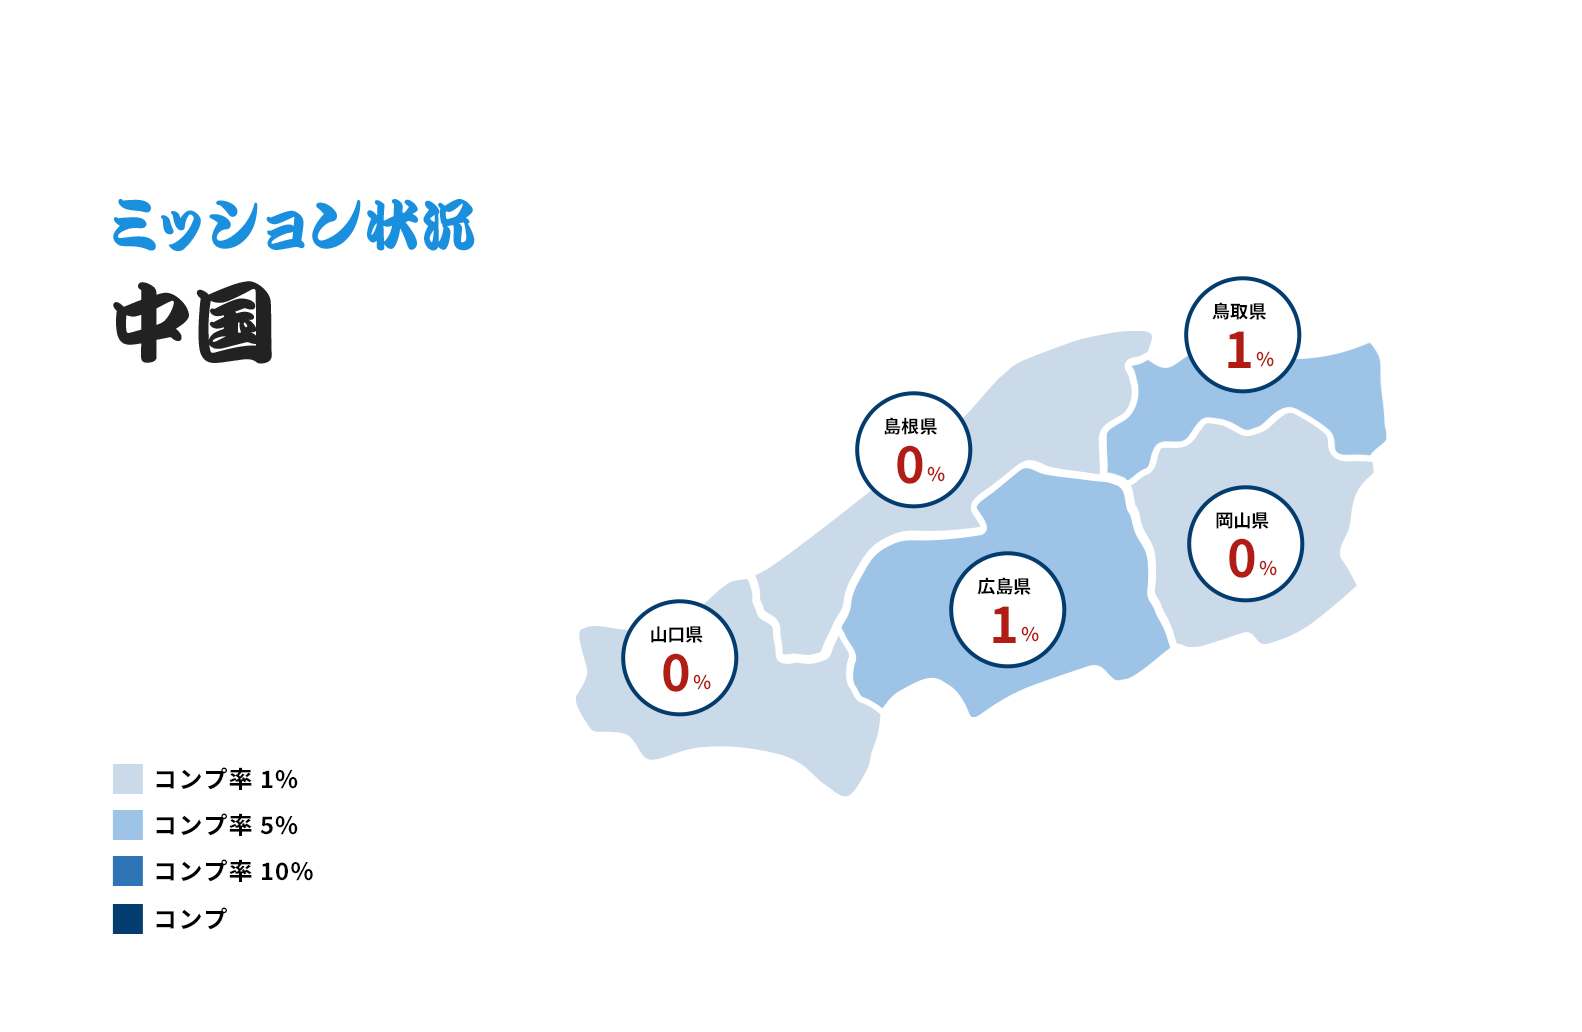 ミッション状況
中国
鳥取県
1%
島根県
0%
岡山県
0%
広島県
1%
山口県
0%
コンプ率 1%
コンプ率 5%
コンプ率 10%
コンプ